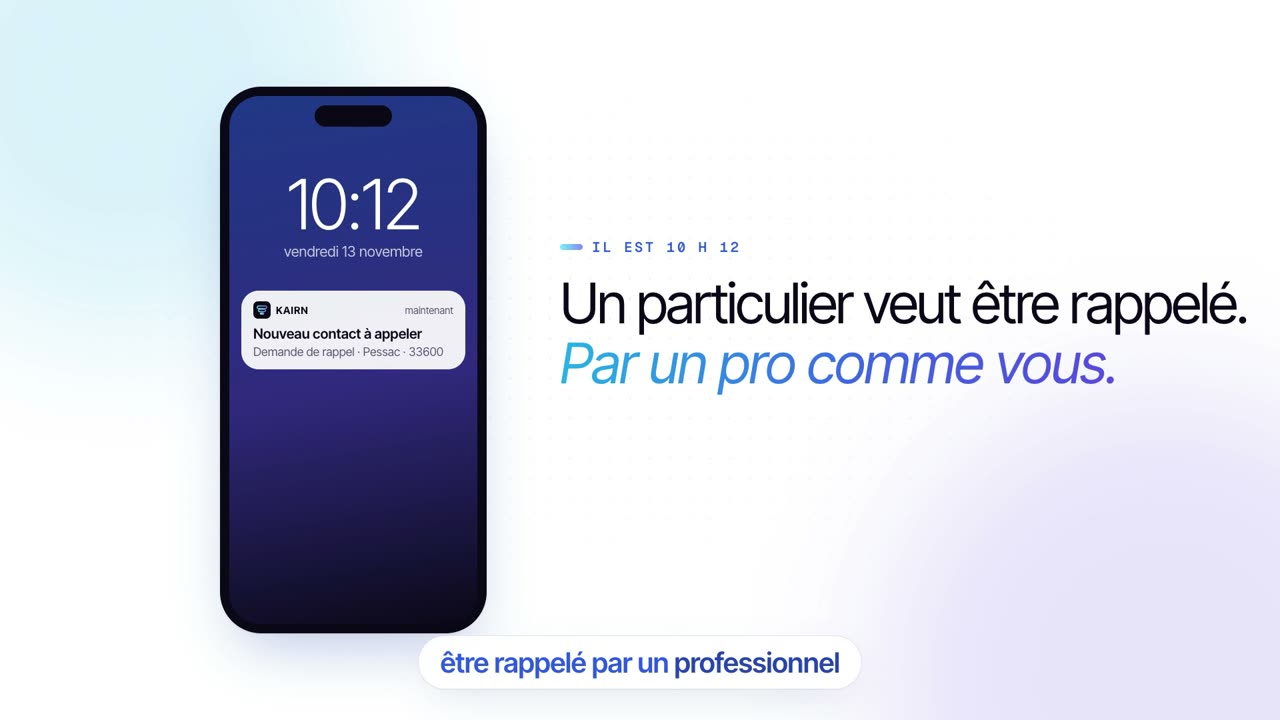 10:12
vendredi 13 novembre
KAIRN
maintenant
Nouveau contact à appeler
Demande de rappel · Pessac · 33600
IL EST 10 H 12
Un particulier veut être rappelé.
Par un pro comme vous.
être rappelé par un professionnel